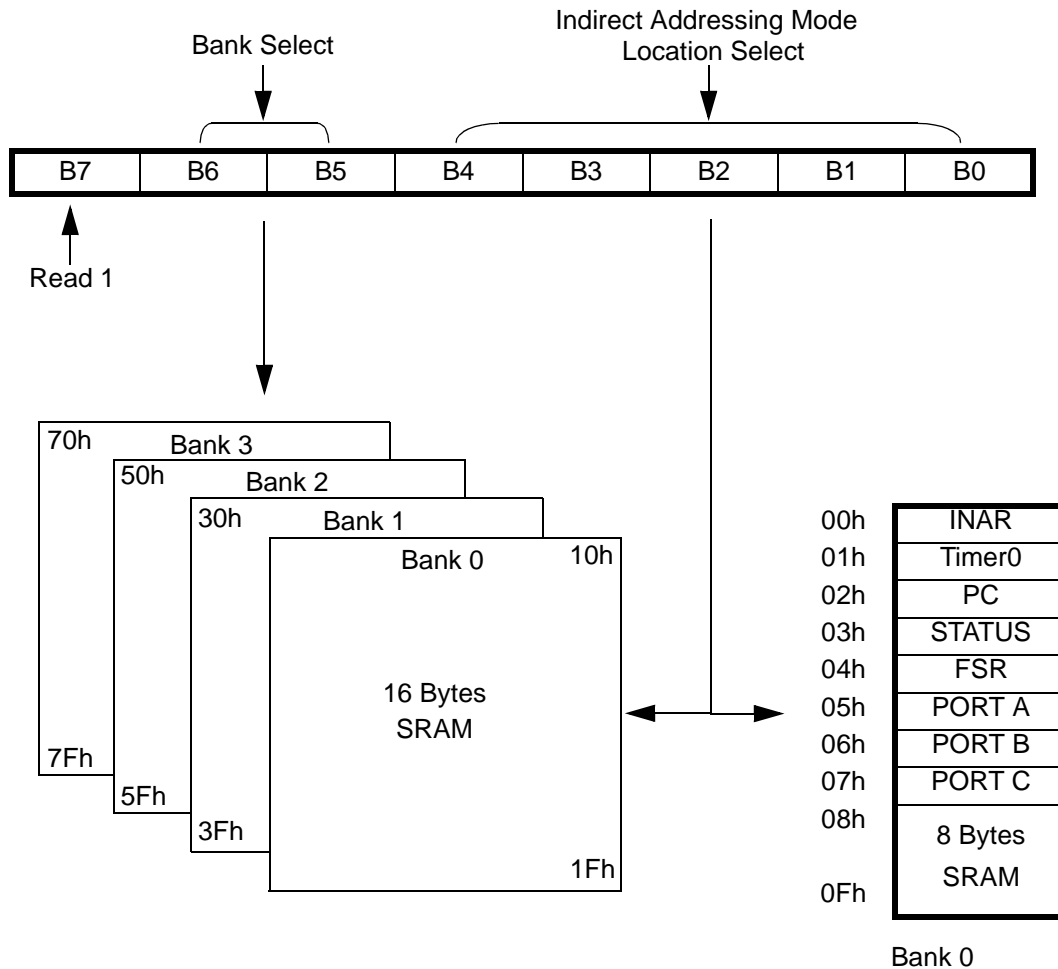 Indirect Addressing Mode
Location Select
Bank Select
B7 B6 B5 B4 B3 B2 B1 B0
Read 1
70h Bank 3
50h Bank 2
30h Bank 1
Bank 0 10h
16 Bytes
SRAM
7Fh
5Fh
3Fh
1Fh
00h INAR
01h Timer0
02h PC
03h STATUS
04h FSR
05h PORT A
06h PORT B
07h PORT C
08h
8 Bytes
SRAM
0Fh
Bank 0